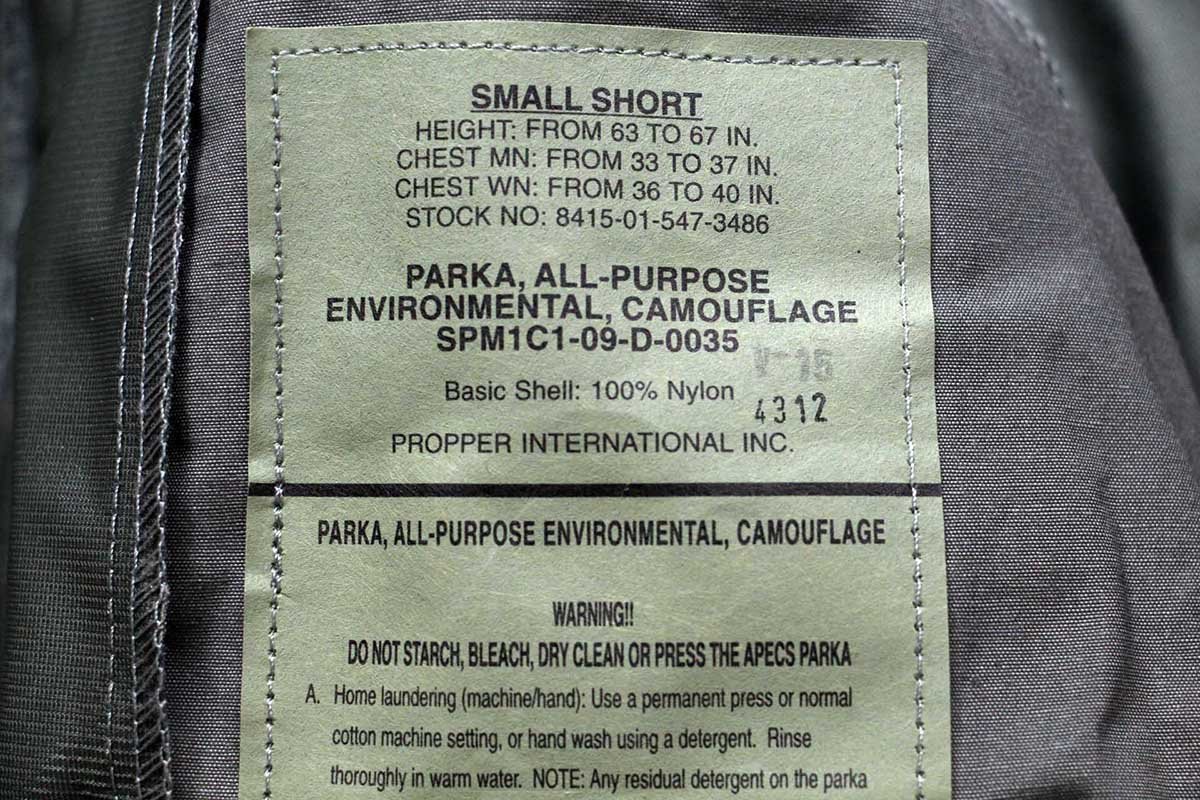 SMALL SHORT
HEIGHT: FROM 63 TO 67 IN.
CHEST MN: FROM 33 TO 37 IN.
CHEST WN: FROM 36 TO 40 IN.
STOCK NO: 8415-01-547-3486
PARKA, ALL-PURPOSE
ENVIRONMENTAL, CAMOUFLAGE
SPM1C1-09-D-0035
V-15
Basic Shell: 100% Nylon
4312
PROPPER INTERNATIONAL INC.
PARKA, ALL-PURPOSE ENVIRONMENTAL, CAMOUFLAGE
WARNING!!
DO NOT STARCH, BLEACH, DRY CLEAN OR PRESS THE APECS PARKA
A. Home laundering (machine/hand): Use a permanent press or normal
cotton machine setting, or hand wash using a detergent. Rinse
thoroughly in warm water. NOTE: Any residual detergent on the parka